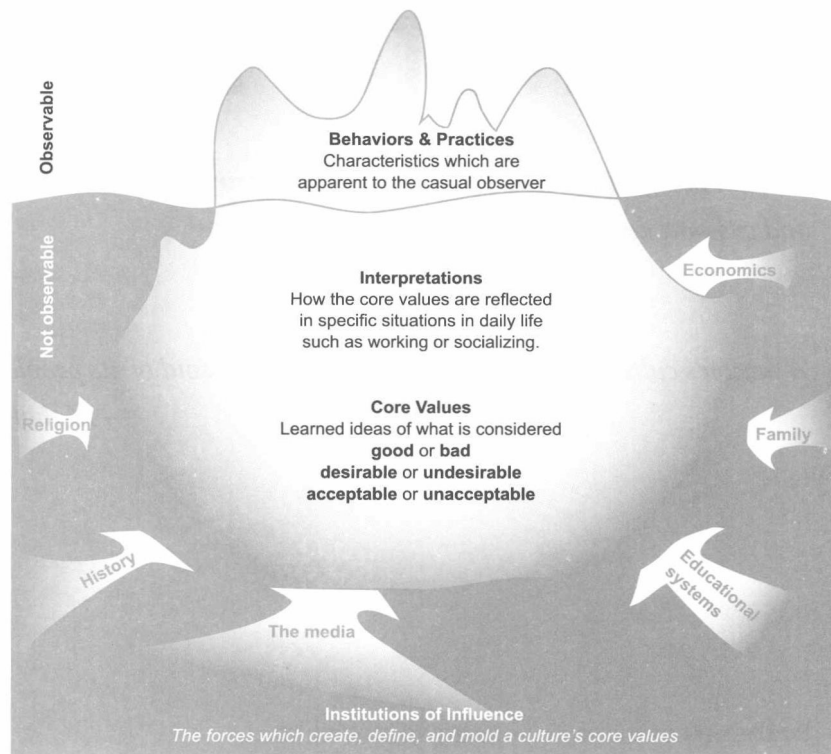 Observable
Behaviors & Practices
Characteristics which are
apparent to the casual observer
Not observable
Interpretations
How the core values are reflected
in specific situations in daily life
such as working or socializing.
Economics
Core Values
Learned ideas of what is considered
good or bad
desirable or undesirable
acceptable or unacceptable
Religion
Family
History
The media
Educational
systems
Institutions of Influence
The forces which create, define, and mold a culture's core values